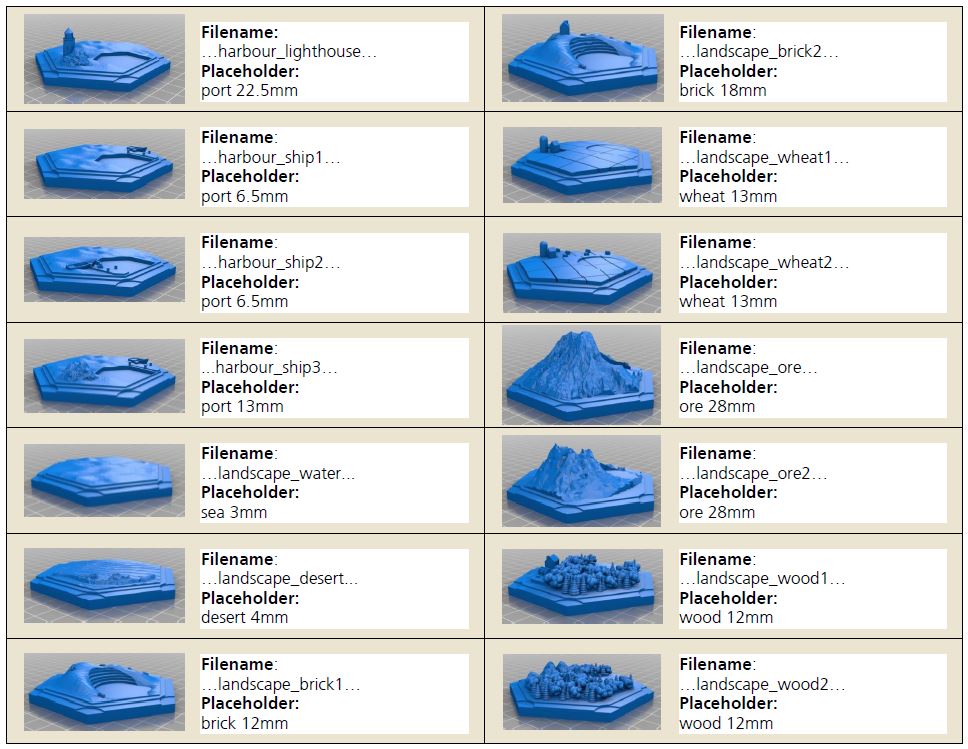 Filename:
…harbour_lighthouse…
Placeholder:
port 22.5mm
Filename:
…harbour_ship1…
Placeholder:
port 6.5mm
Filename:
…harbour_ship2…
Placeholder:
port 6.5mm
Filename:
...harbour_ship3…
Placeholder:
port 13mm
Filename:
…landscape_water...
Placeholder:
sea 3mm
Filename:
…landscape_desert...
Placeholder:
desert 4mm
Filename:
…landscape_brick1…
Placeholder:
brick 12mm
Filename:
…landscape_brick2…
Placeholder:
brick 18mm
Filename:
…landscape_wheat1…
Placeholder:
wheat 13mm
Filename:
…landscape_wheat2…
Placeholder:
wheat 13mm
Filename:
…landscape_ore…
Placeholder:
ore 28mm
Filename:
…landscape_ore2…
Placeholder:
ore 28mm
Filename:
…landscape_wood1…
Placeholder:
wood 12mm
Filename:
…landscape_wood2…
Placeholder:
wood 12mm